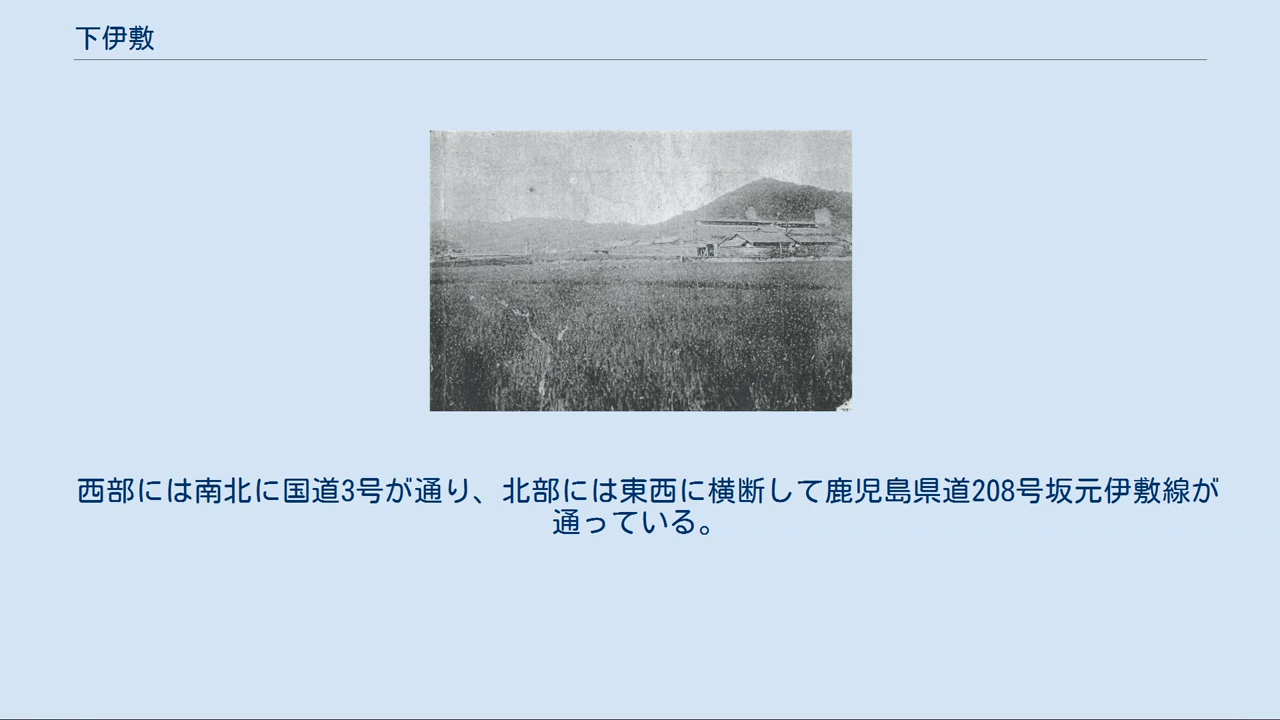 下伊敷
西部には南北に国道3号が通り、北部には東西に横断して鹿児島県道208号坂元伊敷線が
通っている。